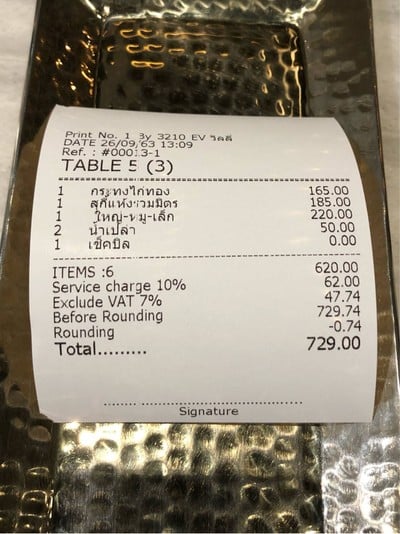 Print No. 1 By 3210 EV วิลลี่
DATE 26/09/63 13:09
Ref. : #00013-1
TABLE 5 (3)
1 กระทงไก่ทอง 165.00
1 สุกี้แห้งรวมมิตร 185.00
1 ใหญ่-หมู-เล็ก 220.00
2 น้ำเปล่า 50.00
1 เช็คบิล 0.00
ITEMS :6 620.00
Service charge 10% 62.00
Exclude VAT 7% 47.74
Before Rounding 729.74
Rounding -0.74
Total......... 729.00
Signature